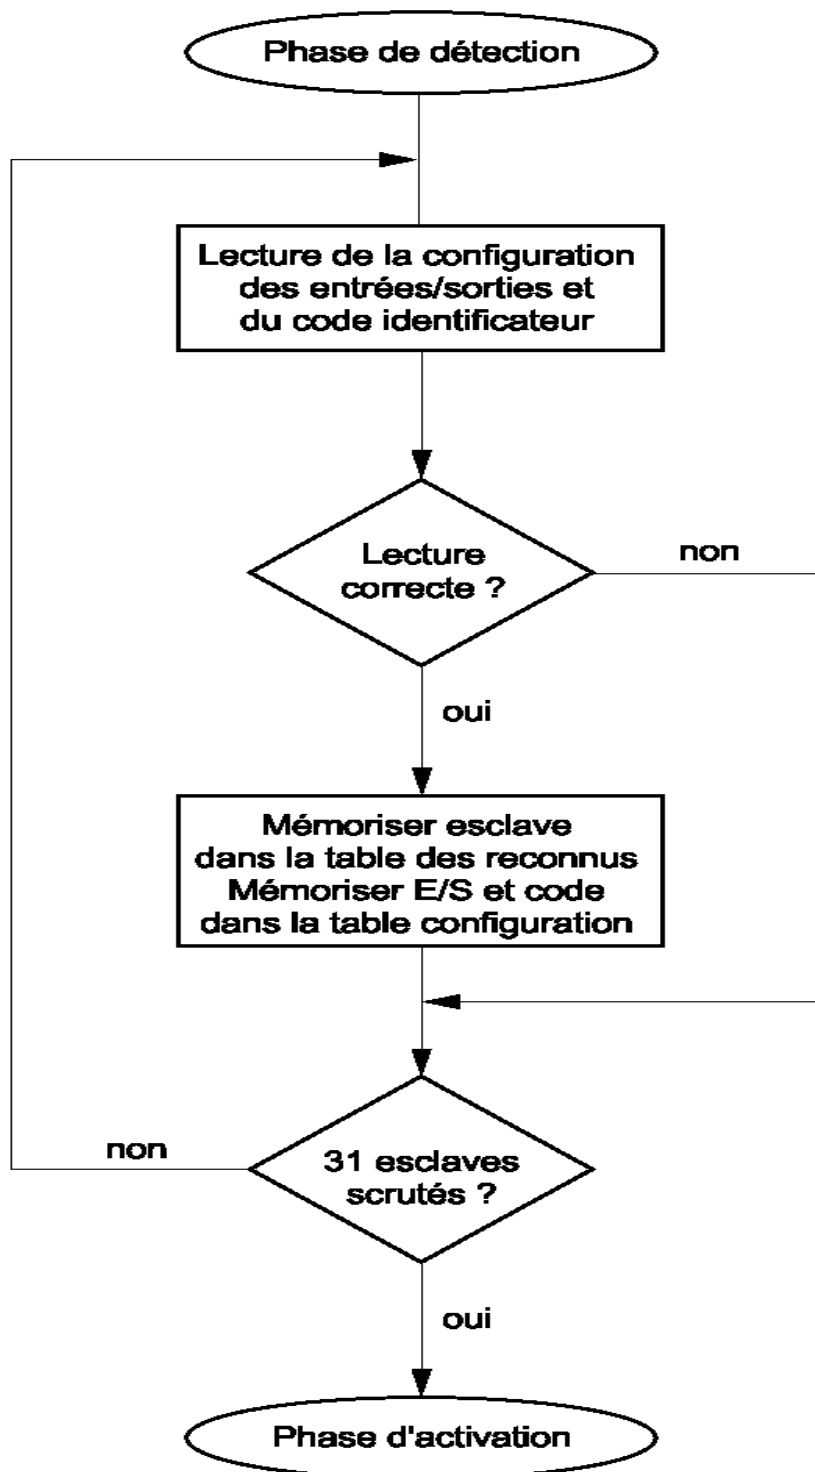 Phase de détection
Lecture de la configuration
des entrées/sorties et
du code identificateur
Lecture
correcte ?
non
oui
Mémoriser esclave
dans la table des reconnus
Mémoriser E/S et code
dans la table configuration
non
31 esclaves
scrutés ?
oui
Phase d'activation